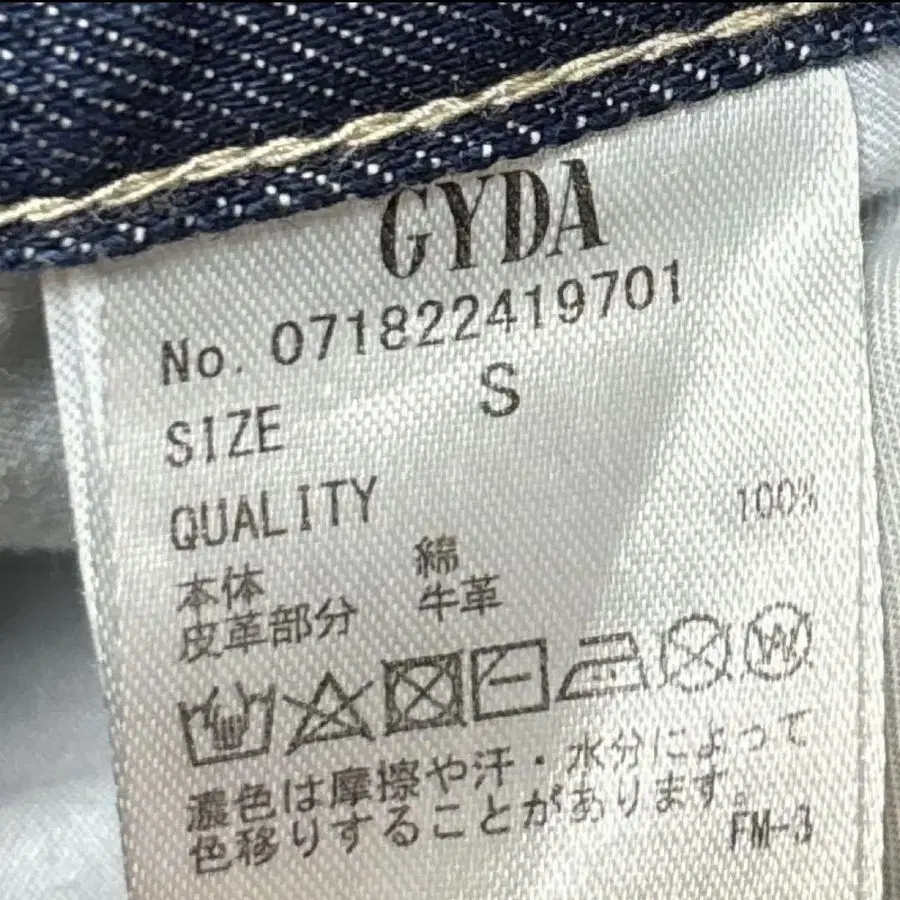 GYDA
No. 071822419701
SIZE S
QUALITY
本体 綿 100%
皮革部分 牛革
濃色は摩擦や汗・水分によって
色移りすることがあります。
FM-3